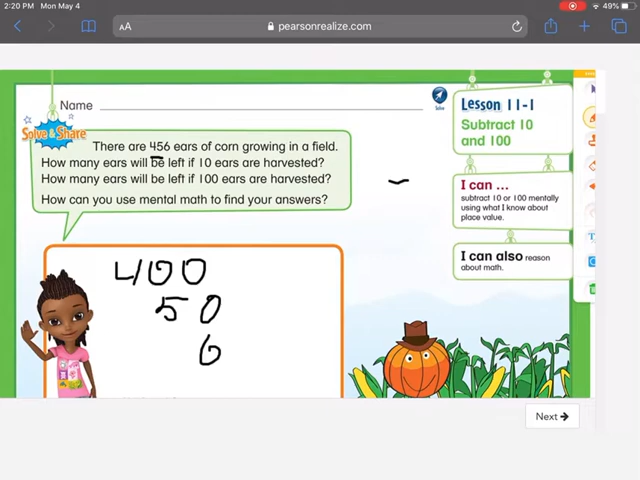 2:20 PM Mon May 4
49%
AA
pearsonrealize.com
Name
Solve & Share
There are 456 ears of corn growing in a field.
How many ears will be left if 10 ears are harvested?
How many ears will be left if 100 ears are harvested?
How can you use mental math to find your answers?
400
50
6
Solve
Lesson 11-1
Subtract 10
and 100
I can ...
subtract 10 or 100 mentally
using what I know about
place value.
I can also reason
about math.
Next